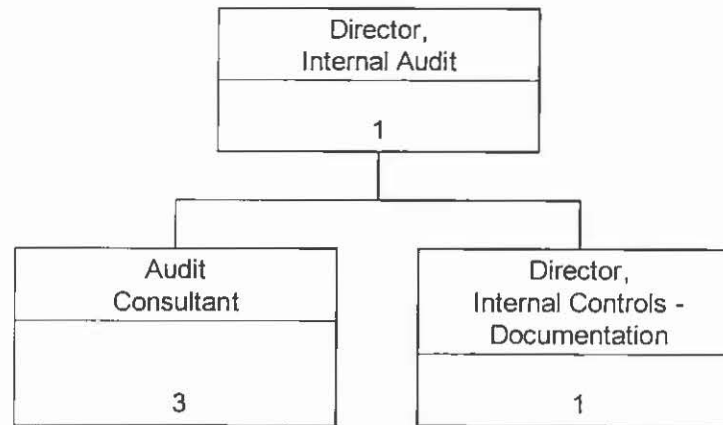 Director,
Internal Audit
1
Audit
Consultant
3
Director,
Internal Controls -
Documentation
1